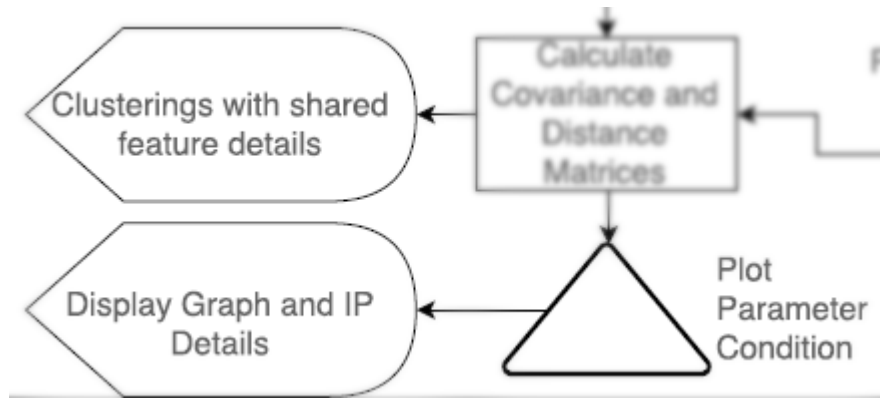 Clusterings with shared
feature details
Calculate
Covariance and
Distance
Matrices
Display Graph and IP
Details
Plot
Parameter
Condition